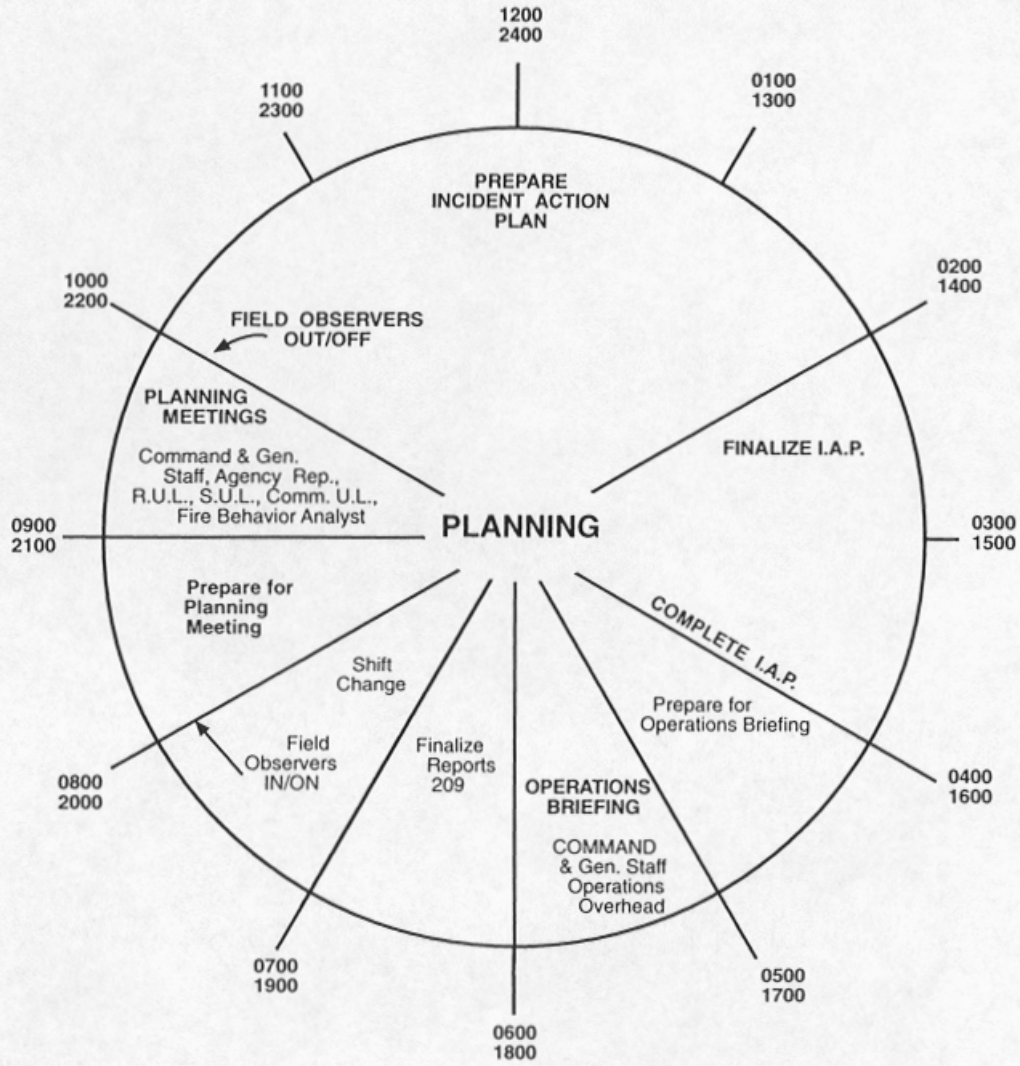 1200
2400
1100
2300
0100
1300
PREPARE
INCIDENT ACTION
PLAN
1000
2200
0200
1400
FIELD OBSERVERS
OUT/OFF
PLANNING
MEETINGS
Command & Gen.
Staff, Agency Rep.,
R.U.L., S.U.L., Comm. U.L.,
Fire Behavior Analyst
FINALIZE I.A.P.
0900
2100
PLANNING
0300
1500
Prepare for
Planning
Meeting
COMPLETE I.A.P.
Shift
Change
Prepare for
Operations Briefing
Field
Observers
IN/ON
Finalize
Reports
209
OPERATIONS
BRIEFING
COMMAND
& Gen. Staff
Operations
Overhead
0800
2000
0400
1600
0700
1900
0500
1700
0600
1800